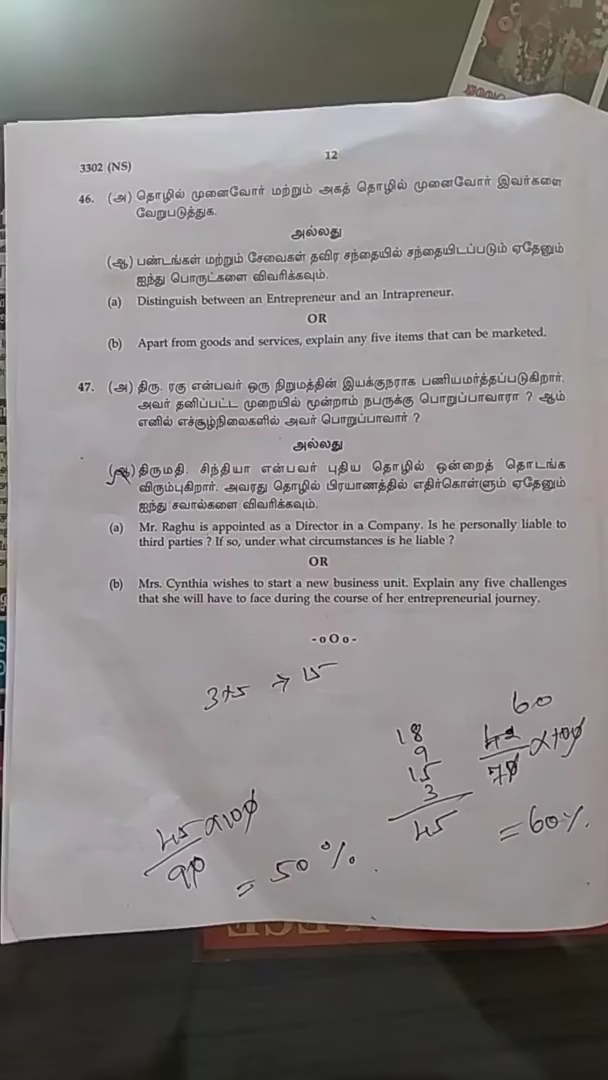 12
3302 (NS)
46. (அ) தொழில் முனைவோர் மற்றும் அகத் தொழில் முனைவோர் இவர்களை
வேறுபடுத்துக.
அல்லது
(ஆ) பண்டங்கள் மற்றும் சேவைகள் தவிர சந்தையில் சந்தையிடப்படும் ஏதேனும்
ஐந்து பொருட்களை விவரிக்கவும்.
(a) Distinguish between an Entrepreneur and an Intrapreneur.
OR
(b) Apart from goods and services, explain any five items that can be marketed.
47. (அ) திரு. ரகு என்பவர் ஒரு நிறுமத்தின் இயக்குநராக பணியமர்த்தப்படுகிறார்.
அவர் தனிப்பட்ட முறையில் மூன்றாம் நபருக்கு பொறுப்பாவாரா ? ஆம்
எனில் எச்சூழ்நிலைகளில் அவர் பொறுப்பாவார் ?
அல்லது
(ஆ) திருமதி. சிந்தியா என்பவர் புதிய தொழில் ஒன்றைத் தொடங்க
விரும்புகிறார். அவரது தொழில் பிரயாணத்தில் எதிர்கொள்ளும் ஏதேனும்
ஐந்து சவால்களை விவரிக்கவும்.
(a) Mr. Raghu is appointed as a Director in a Company. Is he personally liable to
third parties ? If so, under what circumstances is he liable ?
OR
(b) Mrs. Cynthia wishes to start a new business unit. Explain any five challenges
that she will have to face during the course of her entrepreneurial journey.
-oOo-
3x5 → 15
60
18
9
15
3
45
42
70
x100
= 60%
45 x100
90
= 50%